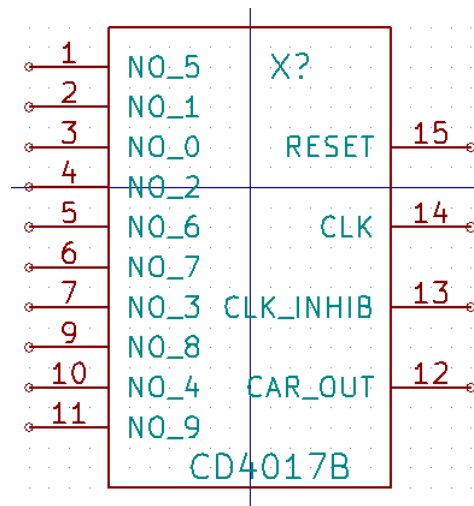 1 NO_5 X?
2 NO_1
3 NO_0 RESET 15
4 NO_2
5 NO_6 CLK 14
6 NO_7
7 NO_3 CLK_INHIB 13
9 NO_8
10 NO_4 CAR_OUT 12
11 NO_9
CD4017B